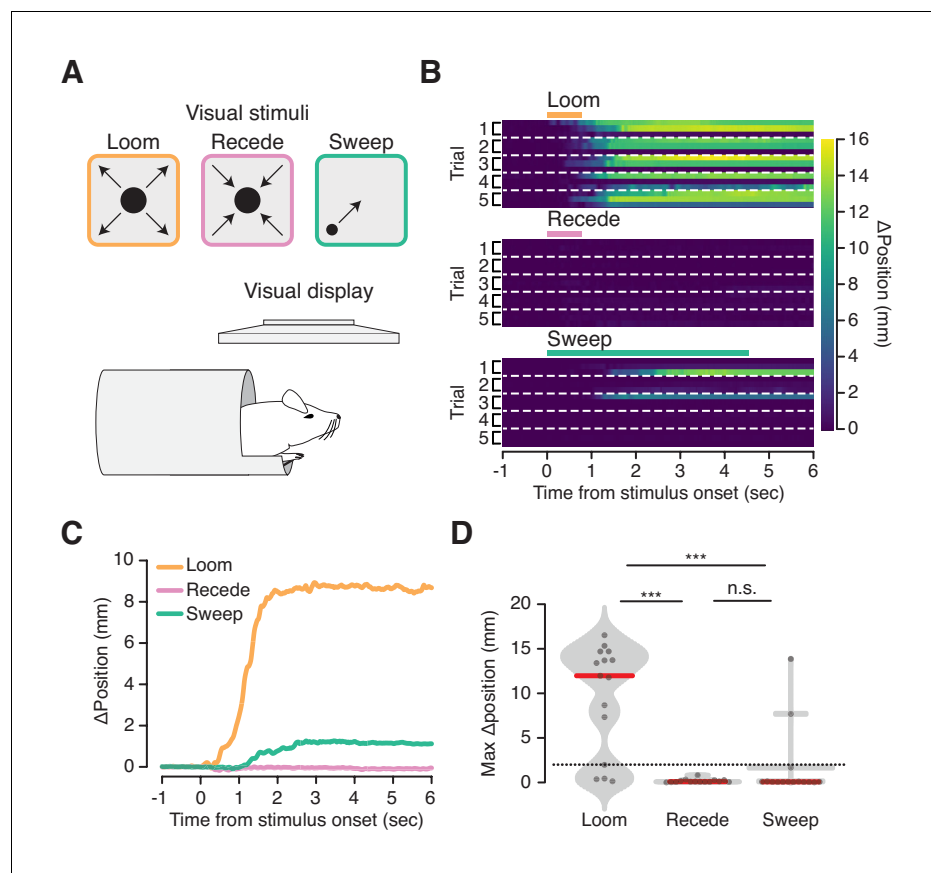 A
Visual stimuli
Loom Recede Sweep
Visual display
B
Loom
Trial
1
2
3
4
5
Recede
Trial
1
2
3
4
5
Sweep
Trial
1
2
3
4
5
-1 0 1 2 3 4 5 6
Time from stimulus onset (sec)
16
14
12
10
8
6
4
2
0
ΔPosition (mm)
C
10
8
6
4
2
0
ΔPosition (mm)
Loom
Recede
Sweep
-1 0 1 2 3 4 5 6
Time from stimulus onset (sec)
D
***
*** n.s.
20
15
10
5
0
Max Δposition (mm)
Loom Recede Sweep